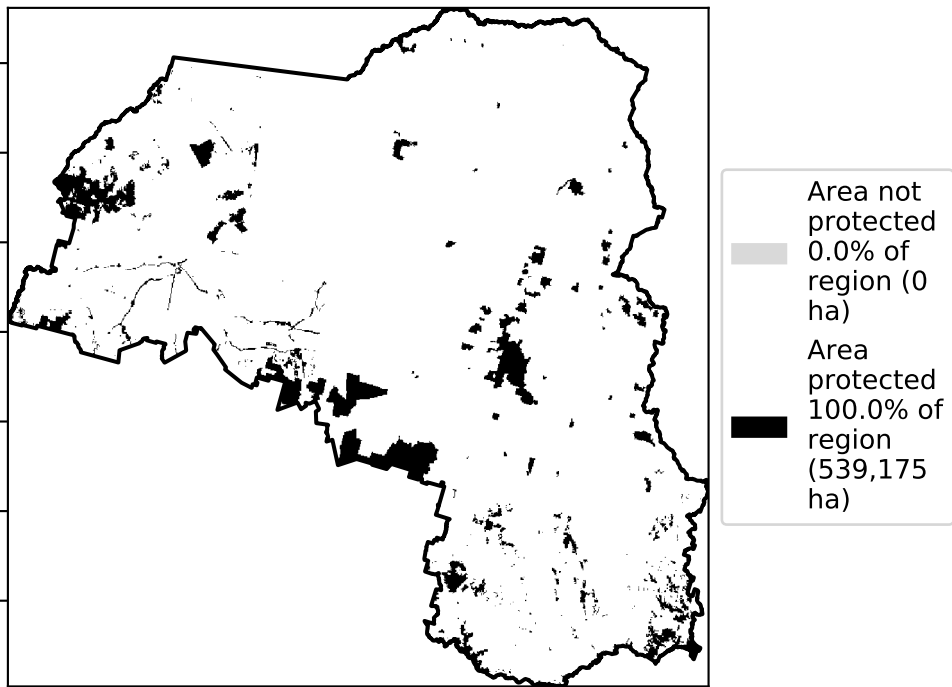 Area not
protected
0.0% of
region (0
ha)
Area
protected
100.0% of
region
(539,175
ha)